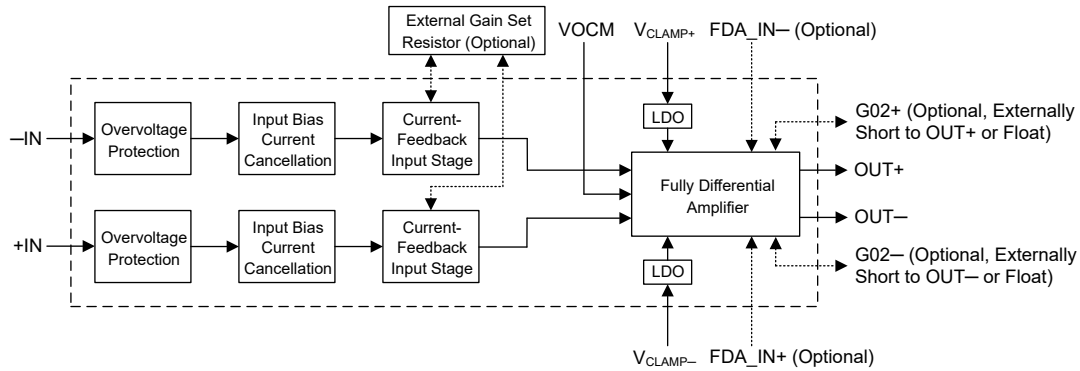 External Gain Set
Resistor (Optional)
VOCM
VCLAMP+
FDA_IN— (Optional)
LDO
G02+ (Optional, Externally
Short to OUT+ or Float)
—IN
Overvoltage
Protection
Input Bias
Current
Cancellation
Current-
Feedback
Input Stage
Fully Differential
Amplifier
OUT+
OUT—
+IN
Overvoltage
Protection
Input Bias
Current
Cancellation
Current-
Feedback
Input Stage
LDO
G02— (Optional, Externally
Short to OUT— or Float)
VCLAMP—
FDA_IN+ (Optional)